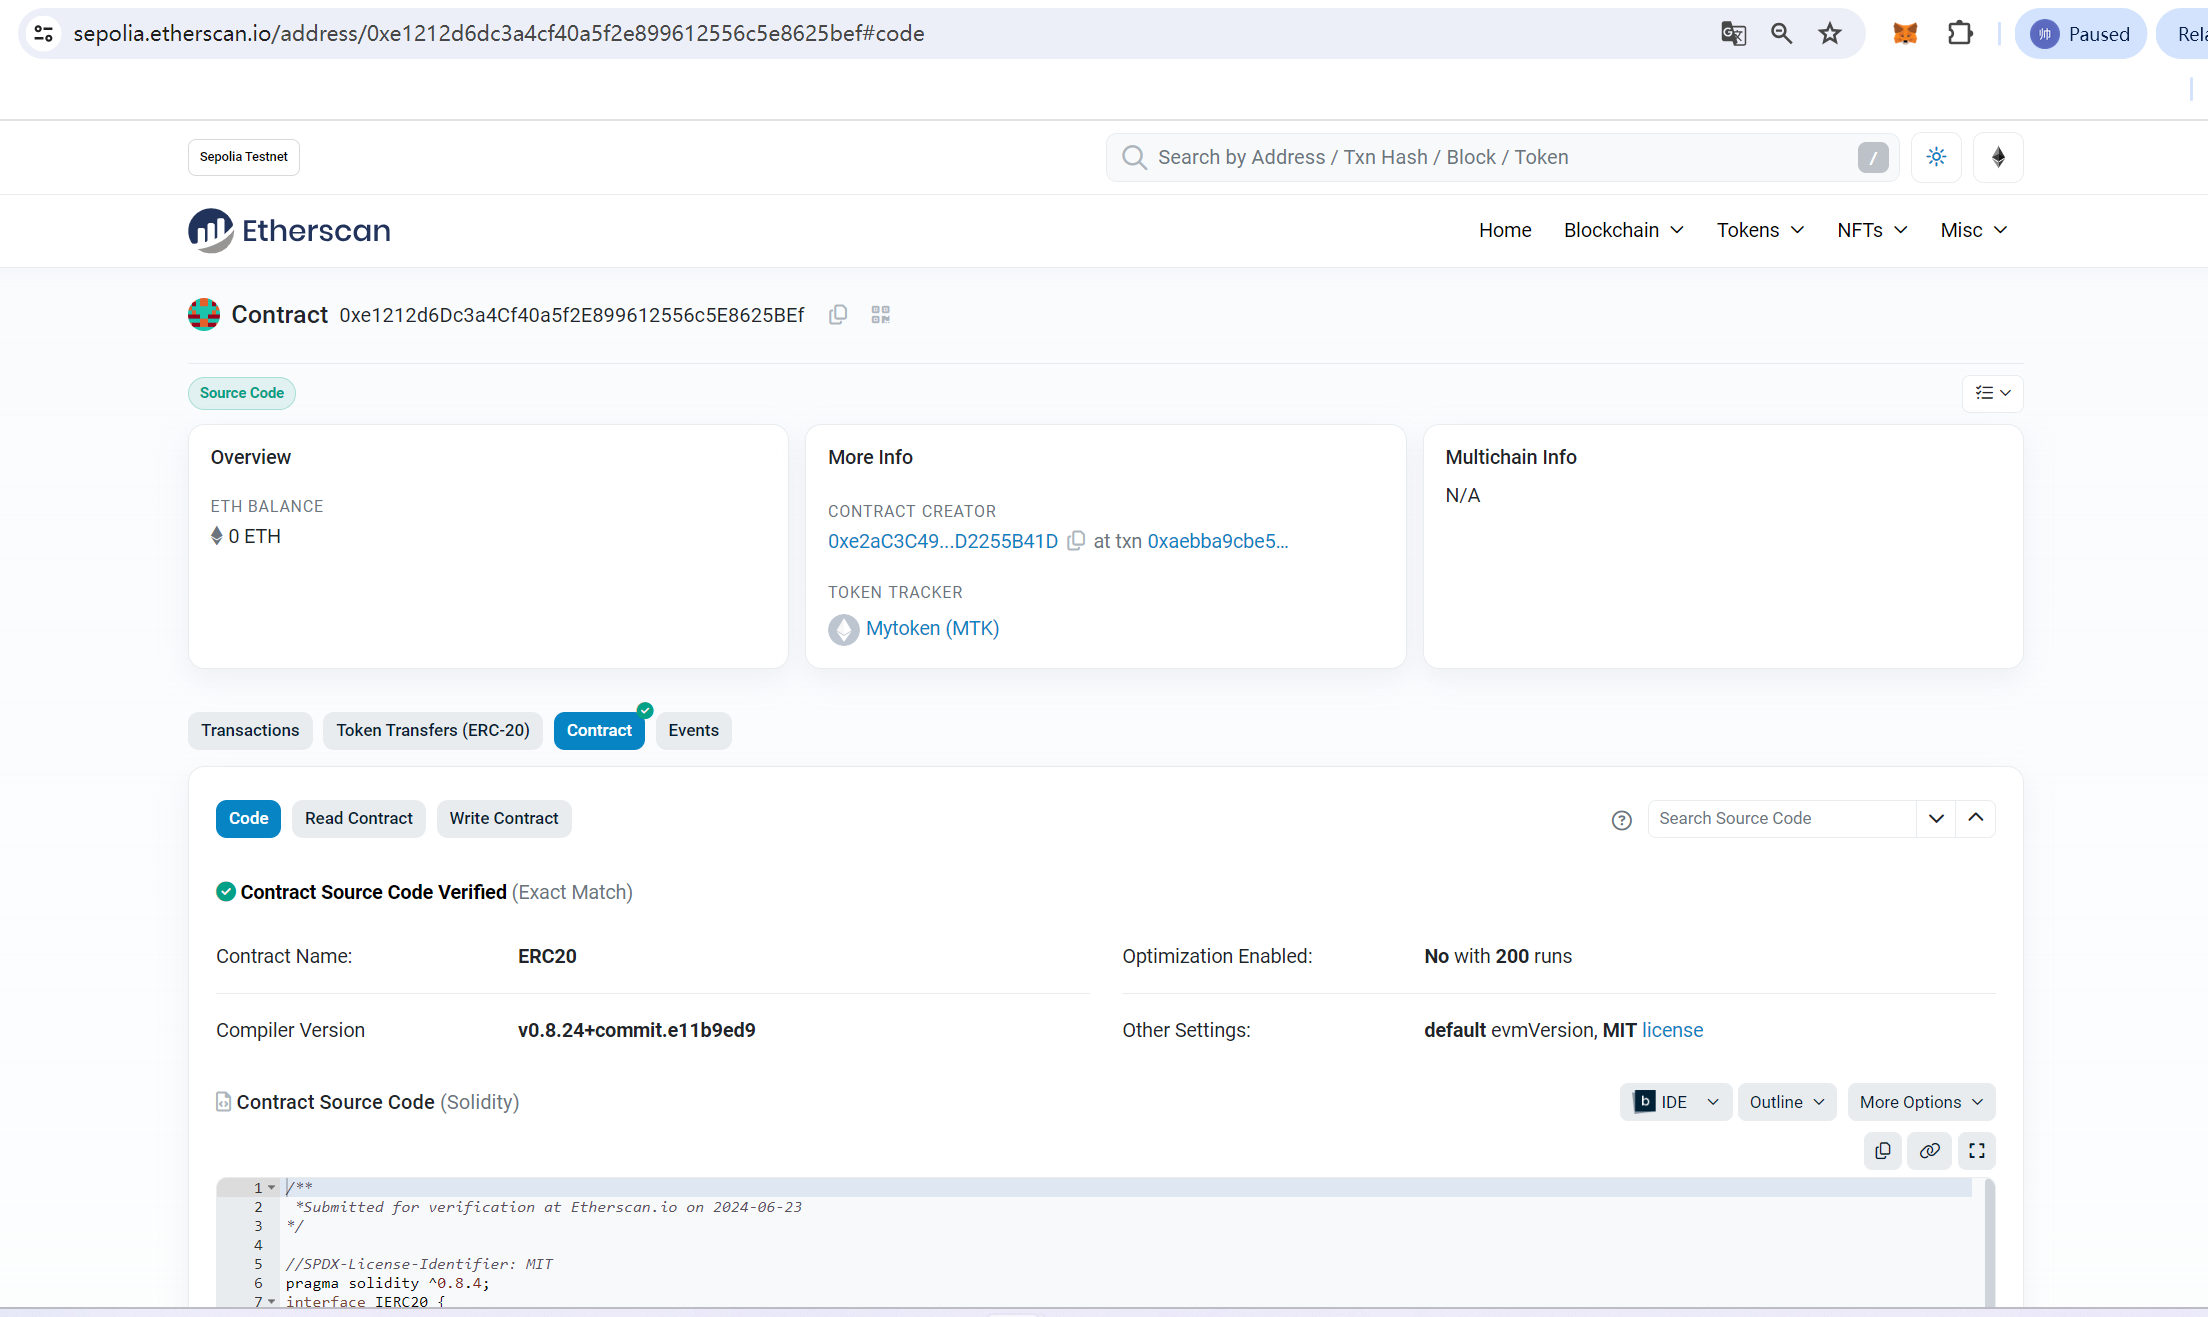 sepolia.etherscan.io/address/0xe1212d6dc3a4cf40a5f2e899612556c5e8625bef#code
帅 Paused
Rela
Sepolia Testnet
Search by Address / Txn Hash / Block / Token
/
Etherscan
Home Blockchain Tokens NFTs Misc
Contract 0xe1212d6Dc3a4Cf40a5f2E899612556c5E8625BEf
Source Code
Overview
ETH BALANCE
0 ETH
More Info
CONTRACT CREATOR
0xe2aC3C49...D2255B41D at txn 0xaebba9cbe5...
TOKEN TRACKER
Mytoken (MTK)
Multichain Info
N/A
Transactions Token Transfers (ERC-20) Contract Events
Code Read Contract Write Contract
Search Source Code
Contract Source Code Verified (Exact Match)
Contract Name: ERC20
Optimization Enabled: No with 200 runs
Compiler Version v0.8.24+commit.e11b9ed9
Other Settings: default evmVersion, MIT license
Contract Source Code (Solidity)
b IDE Outline More Options
1 /**
2 *Submitted for verification at Etherscan.io on 2024-06-23
3 */
4
5 //SPDX-License-Identifier: MIT
6 pragma solidity ^0.8.4;
7 interface IERC20 {